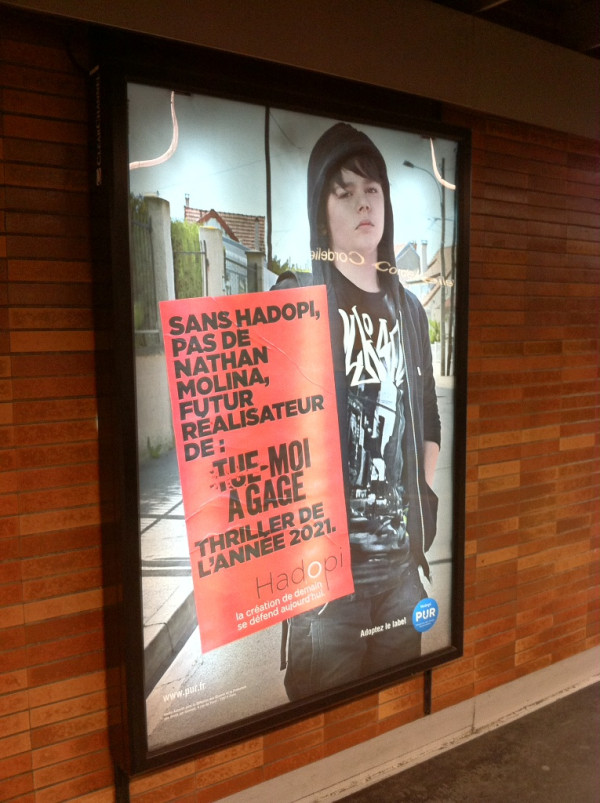 SANS HADOPI,
PAS DE
NATHAN
MOLINA,
FUTUR
RÉALISATEUR
DE :
TUE-MOI
À GAGE
THRILLER DE
L'ANNÉE 2021.
Hadopi
la création de demain
se défend aujourd'hui.
Adoptez le label
PUR
www.pur.fr